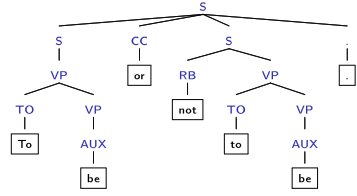 S
S CC S .
VP or RB VP .
TO VP not TO VP
To AUX to AUX
be be